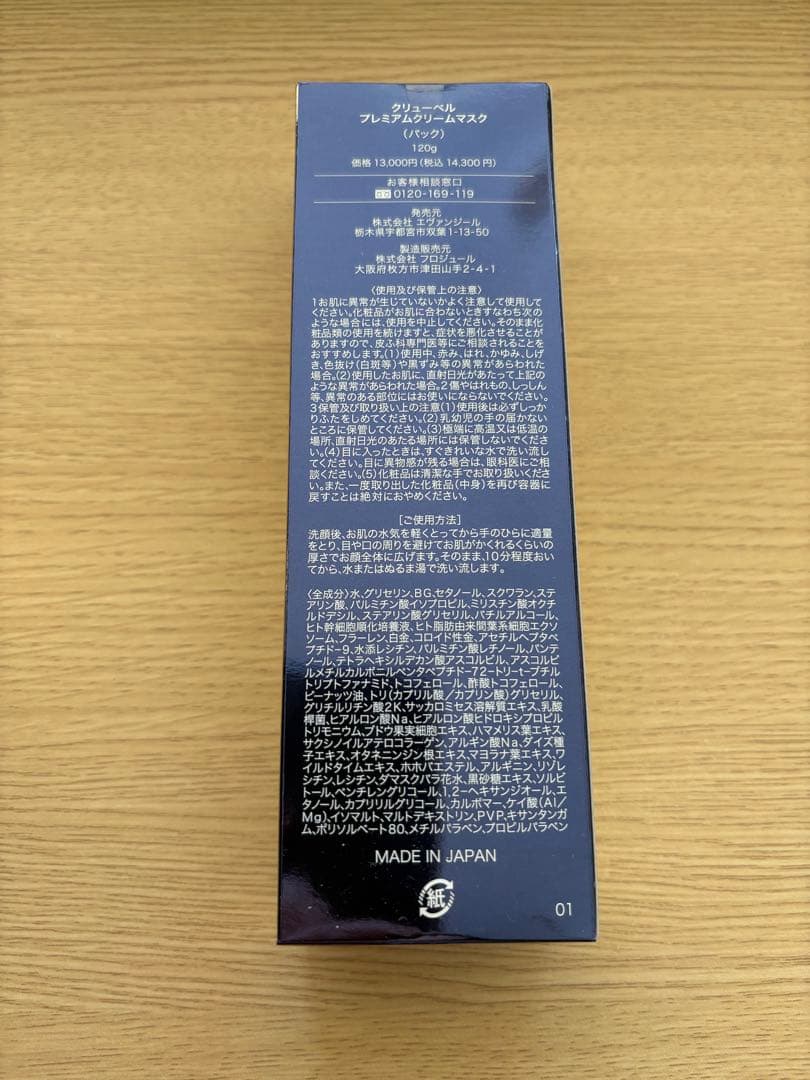 クリューベル
プレミアムクリームマスク
(パック)
120g
価格 13,000円(税込 14,300円)
お客様相談窓口
0120-169-119
発売元
株式会社 エヴァンジール
栃木県宇都宮市双葉1-13-50
製造販売元
株式会社 フロジュール
大阪府枚方市津田山手2-4-1
〈使用及び保管上の注意〉
1お肌に異常が生じていないかよく注意して使用して
ください。化粧品がお肌に合わないときすなわち次の
ような場合には、使用を中止してください。そのまま化
粧品類の使用を続けますと、症状を悪化させることが
ありますので、皮ふ科専門医等にご相談されることを
おすすめします。(1)使用中、赤み、はれ、かゆみ、しげ
き、色抜け(白斑等)や黒ずみ等の異常があらわれた
場合。(2)使用したお肌に、直射日光があたって上記の
ような異常があらわれた場合。2傷やはれもの、しっしん
等、異常のある部位にはお使いにならないでください。
3保管及び取り扱い上の注意(1)使用後は必ずしっか
りふたをしめてください。(2)乳幼児の手の届かない
ところに保管してください。(3)極端に高温又は低温の
場所、直射日光のあたる場所には保管しないでくださ
い。(4)目に入ったときは、すぐきれいな水で洗い流し
てください。目に異物感が残る場合は、眼科医にご相
談ください。(5)化粧品は清潔な手でお取り扱いくださ
い。また、一度取り出した化粧品(中身)を再び容器に
戻すことは絶対におやめください。
[ご使用方法]
洗顔後、お肌の水気を軽くとってから手のひらに適量
をとり、目や口の周りを避けてお肌がかくれるくらいの
厚さでお顔全体に広げます。そのまま、10分程度おい
てから、水またはぬるま湯で洗い流します。
〈全成分〉水、グリセリン、BG、セタノール、スクワラン、ステ
アリン酸、パルミチン酸イソプロピル、ミリスチン酸オクチ
ルドデシル、ステアリン酸グリセリル、バチルアルコール、
ヒト幹細胞順化培養液、ヒト脂肪由来間葉系細胞エクソ
ソーム、フラーレン、白金、コロイド性金、アセチルヘプタペ
プチド-9、水添レシチン、パルミチン酸レチノール、パンテ
ノール、テトラヘキシルデカン酸アスコルビル、アスコルビ
ルメチルカルボニルペンタペプチド-72-トリ-t-ブチル
トリプトファナミド、トコフェロール、酢酸トコフェロール、
ピーナッツ油、トリ(カプリル酸/カプリン酸)グリセリル、
グリチルリチン酸2K、サッカロミセス溶解質エキス、乳酸
桿菌、ヒアルロン酸Na、ヒアルロン酸ヒドロキシプロピル
トリモニウム、ブドウ果実細胞エキス、ハマメリス葉エキス、
サクシノイルアテロコラーゲン、アルギン酸Na、ダイズ種
子エキス、オタネニンジン根エキス、マヨラナ葉エキス、ワ
イルドタイムエキス、ホホバエステル、アルギニン、リゾレ
シチン、レシチン、ダマスクバラ花水、黒砂糖エキス、ソルビ
トール、ペンチレングリコール、1,2-ヘキサンジオール、エ
タノール、カプリリルグリコール、カルボマー、ケイ酸(Al/
Mg)、イソマルト、マルトデキストリン、PVP、キサンタンガ
ム、ポリソルベート80、メチルパラベン、プロピルパラベン
MADE IN JAPAN
紙
01